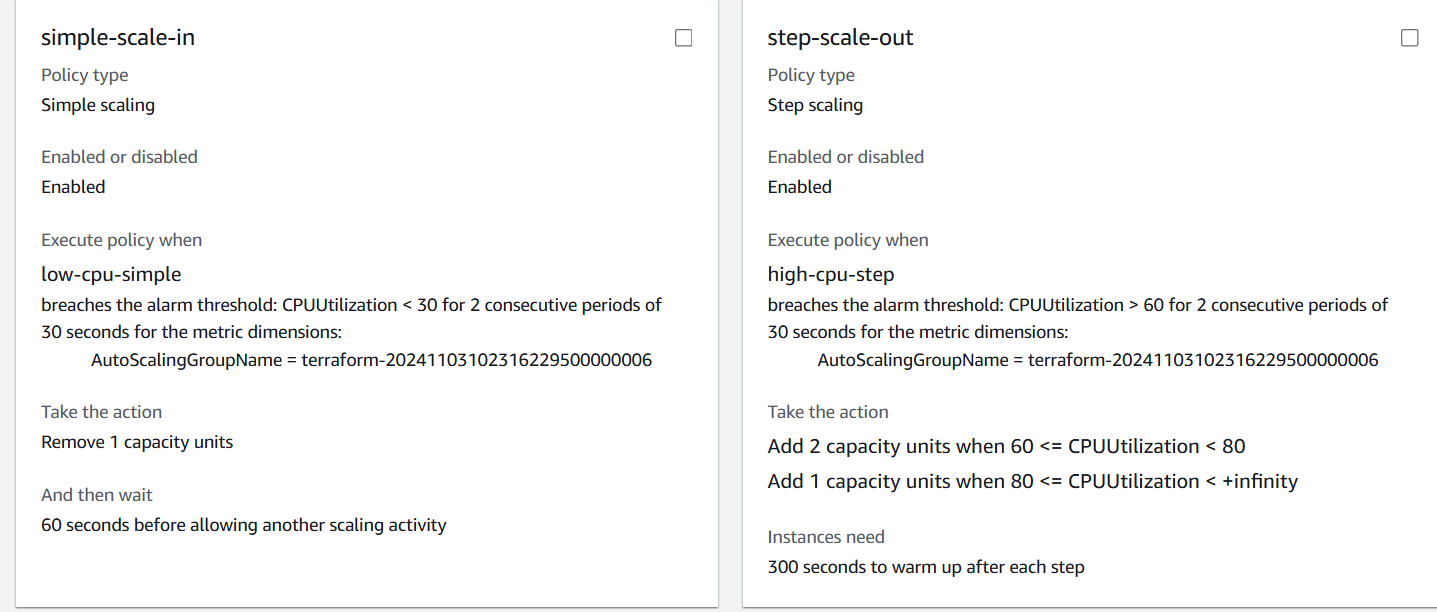 simple-scale-in
Policy type
Simple scaling
Enabled or disabled
Enabled
Execute policy when
low-cpu-simple
breaches the alarm threshold: CPUUtilization < 30 for 2 consecutive periods of
30 seconds for the metric dimensions:
AutoScalingGroupName = terraform-20241103102316229500000006
Take the action
Remove 1 capacity units
And then wait
60 seconds before allowing another scaling activity
step-scale-out
Policy type
Step scaling
Enabled or disabled
Enabled
Execute policy when
high-cpu-step
breaches the alarm threshold: CPUUtilization > 60 for 2 consecutive periods of
30 seconds for the metric dimensions:
AutoScalingGroupName = terraform-20241103102316229500000006
Take the action
Add 2 capacity units when 60 <= CPUUtilization < 80
Add 1 capacity units when 80 <= CPUUtilization < +infinity
Instances need
300 seconds to warm up after each step